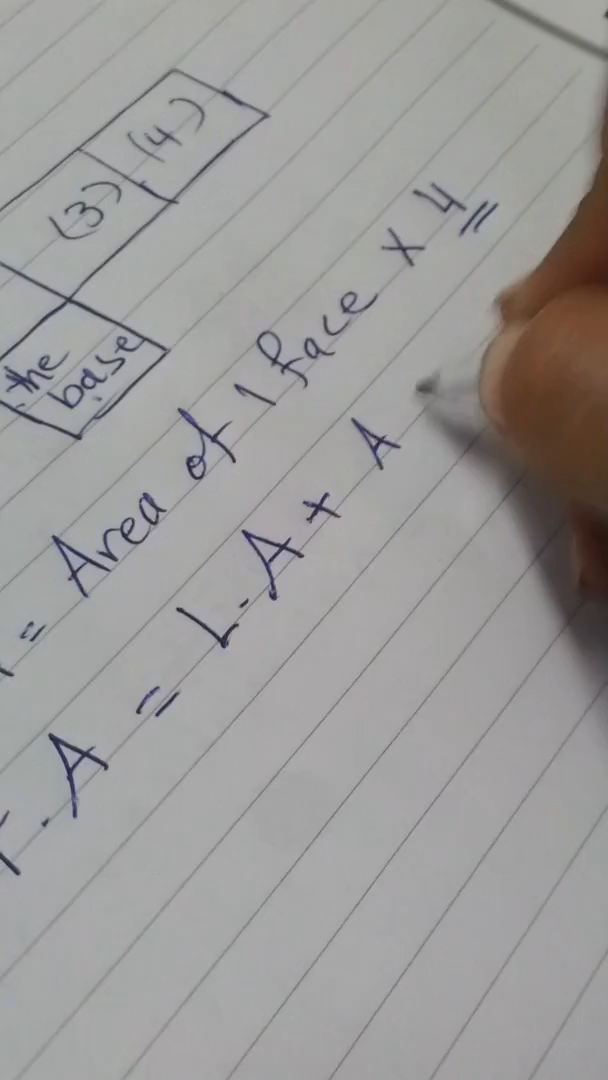 (4)
(3)
the
base
= Area of 1 face × 4
T.A = L.A + A